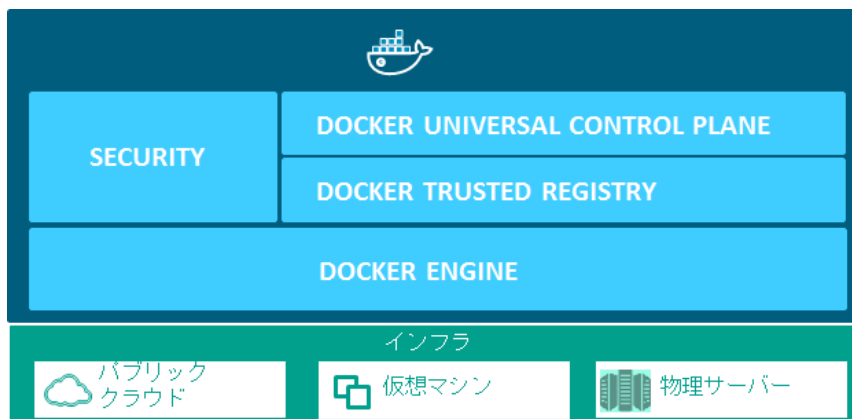 DOCKER UNIVERSAL CONTROL PLANE
SECURITY
DOCKER TRUSTED REGISTRY
DOCKER ENGINE
インフラ
パブリック
クラウド
仮想マシン
物理サーバー